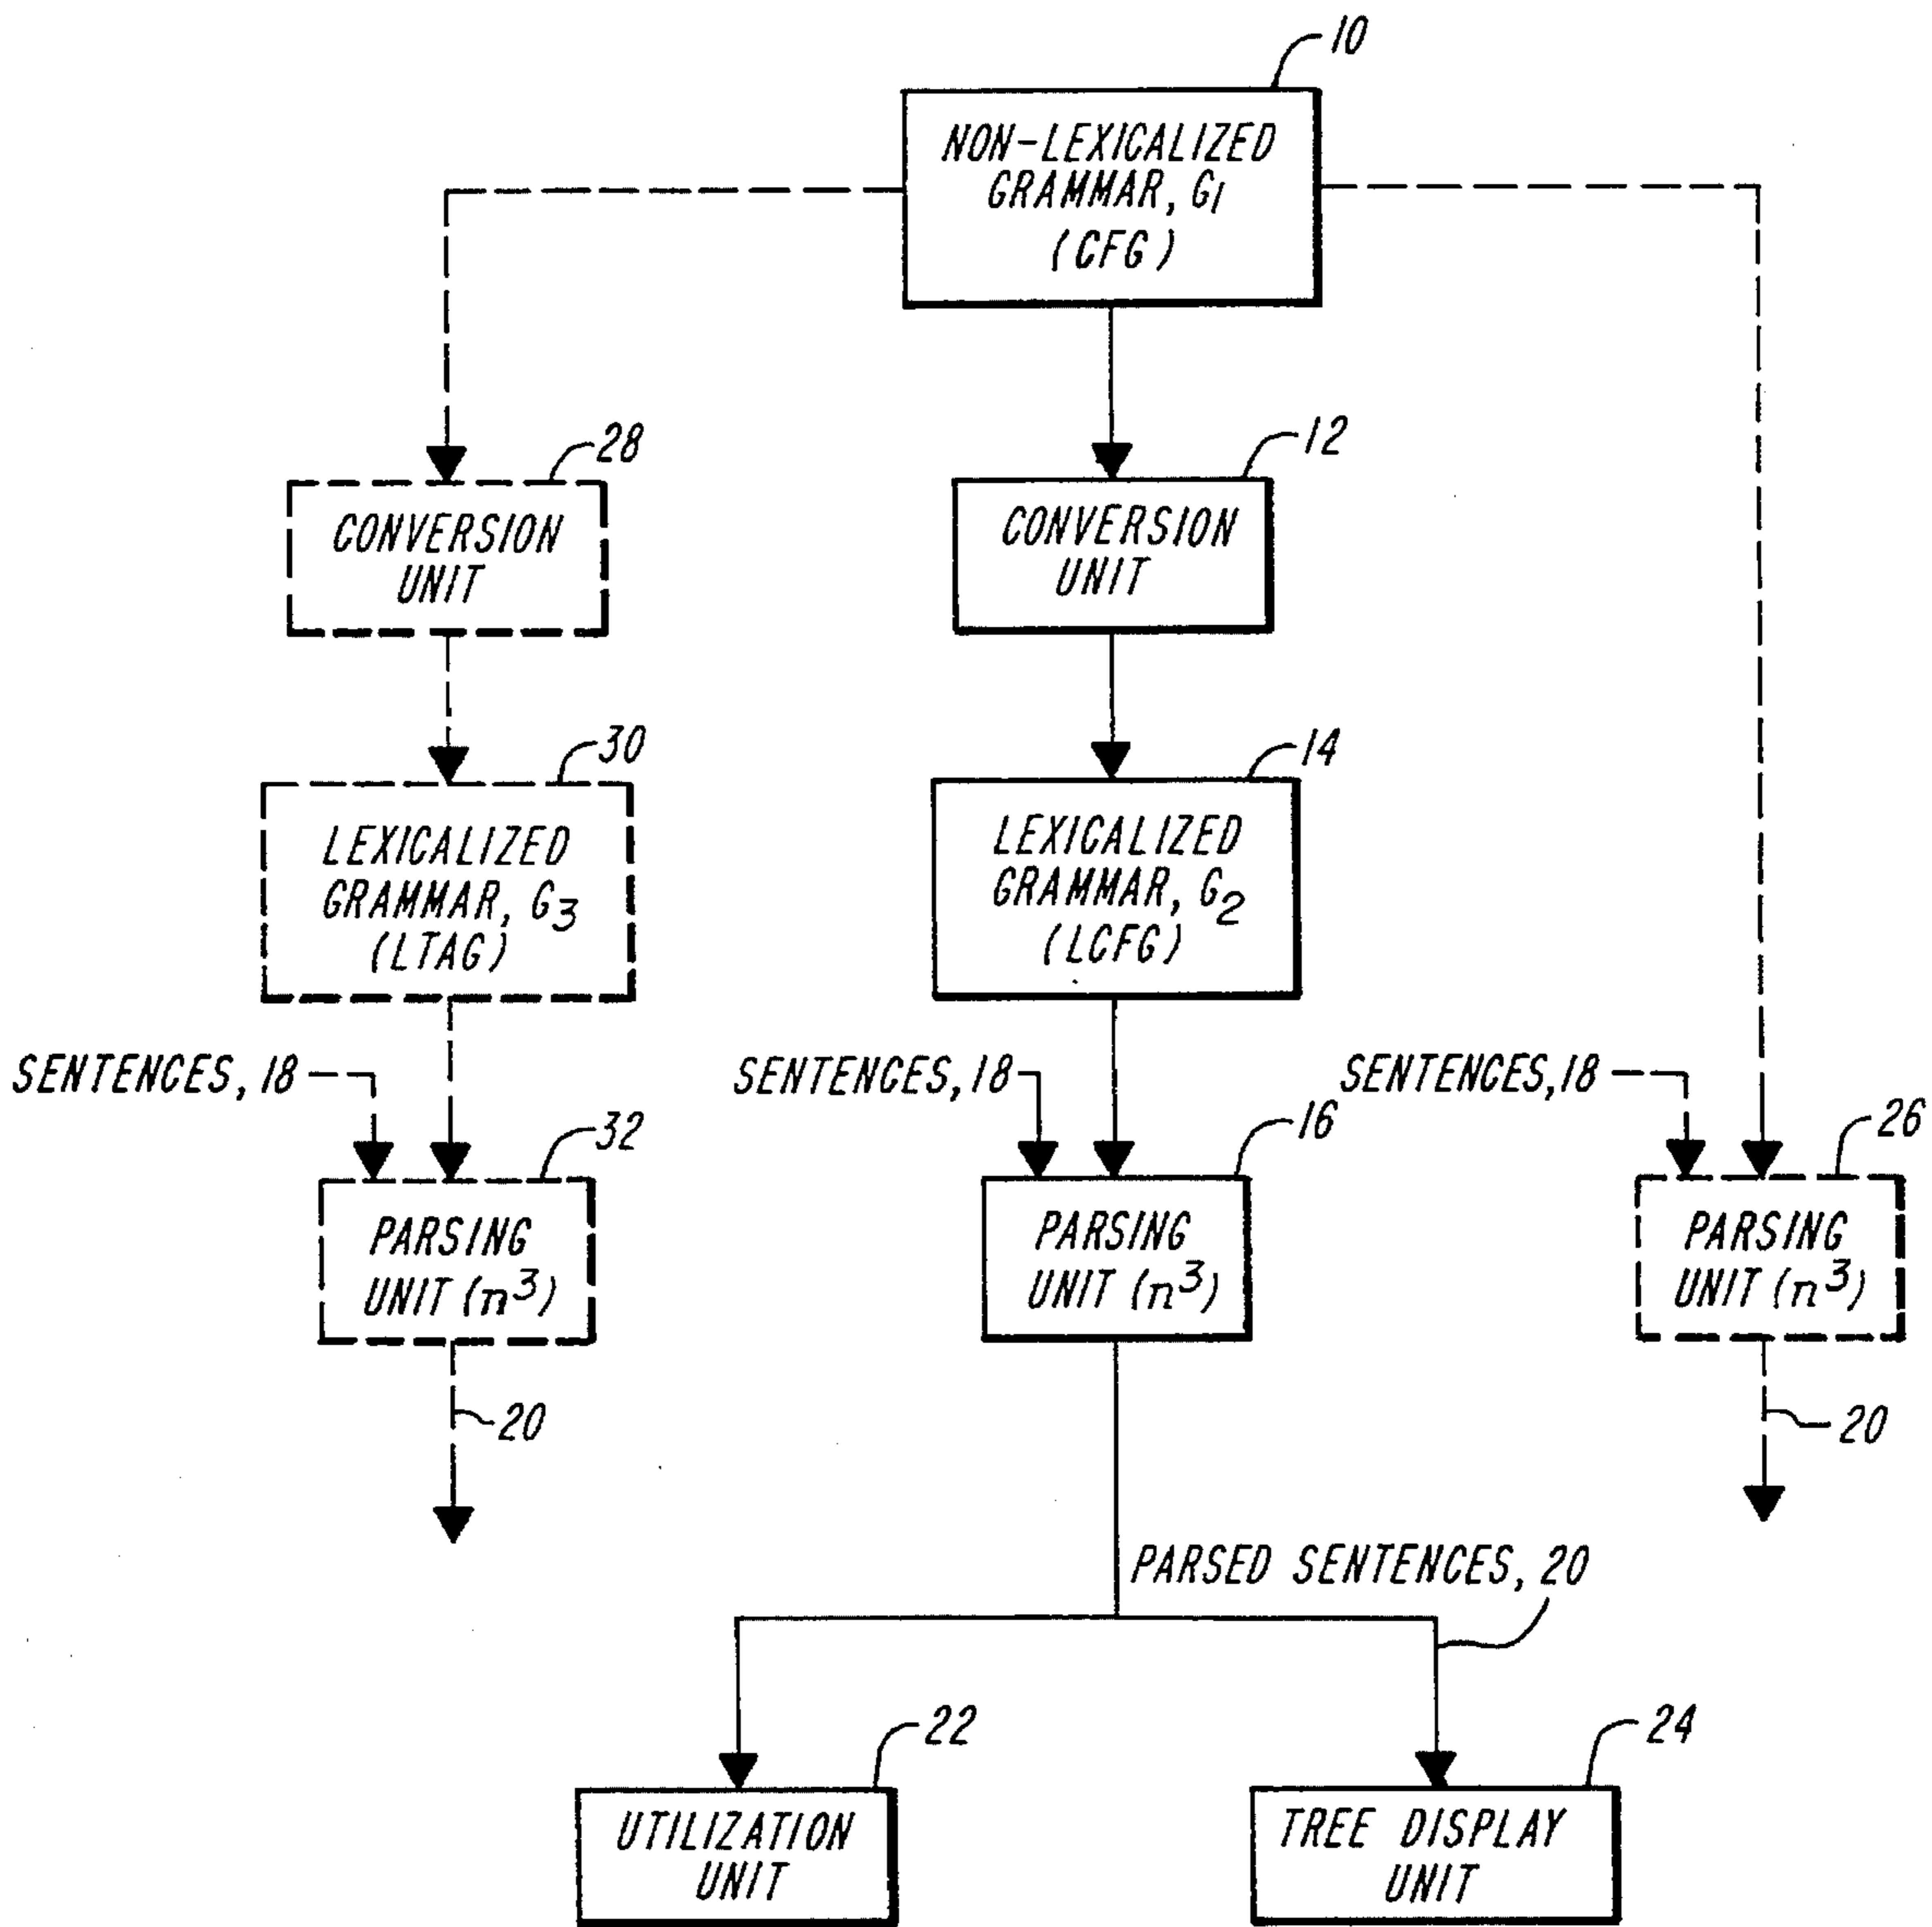 10
NON-LEXICALIZED
GRAMMAR, G1
(CFG)
28
CONVERSION
UNIT
12
CONVERSION
UNIT
30
LEXICALIZED
GRAMMAR, G3
(LTAG)
14
LEXICALIZED
GRAMMAR, G2
(LCFG)
SENTENCES, 18
SENTENCES, 18
SENTENCES, 18
32
PARSING
UNIT (n³)
16
PARSING
UNIT (n³)
26
PARSING
UNIT (n³)
20
20
PARSED SENTENCES, 20
22
UTILIZATION
UNIT
24
TREE DISPLAY
UNIT